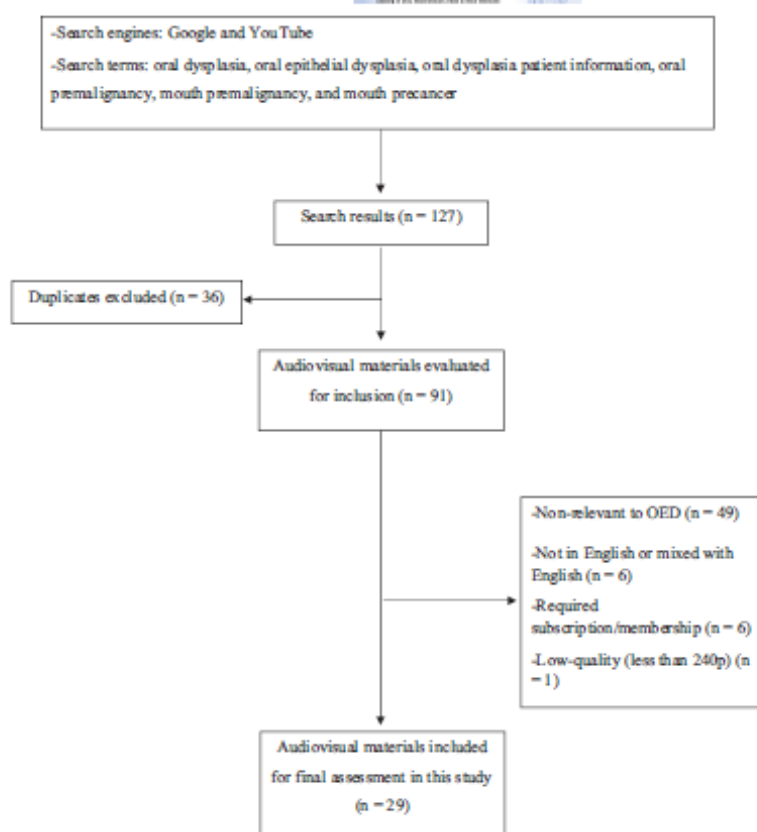 -Search engines: Google and YouTube
-Search terms: oral dysplasia, oral epithelial dysplasia, oral dysplasia patient information, oral
premalignancy, mouth premalignancy, and mouth precancer
Search results (n = 127)
Duplicates excluded (n = 36)
Audiovisual materials evaluated
for inclusion (n = 91)
-Non-relevant to OED (n = 49)
-Not in English or mixed with
English (n = 6)
-Required
subscription/membership (n = 6)
-Low-quality (less than 240p) (n
= 1)
Audiovisual materials included
for final assessment in this study
(n = 29)